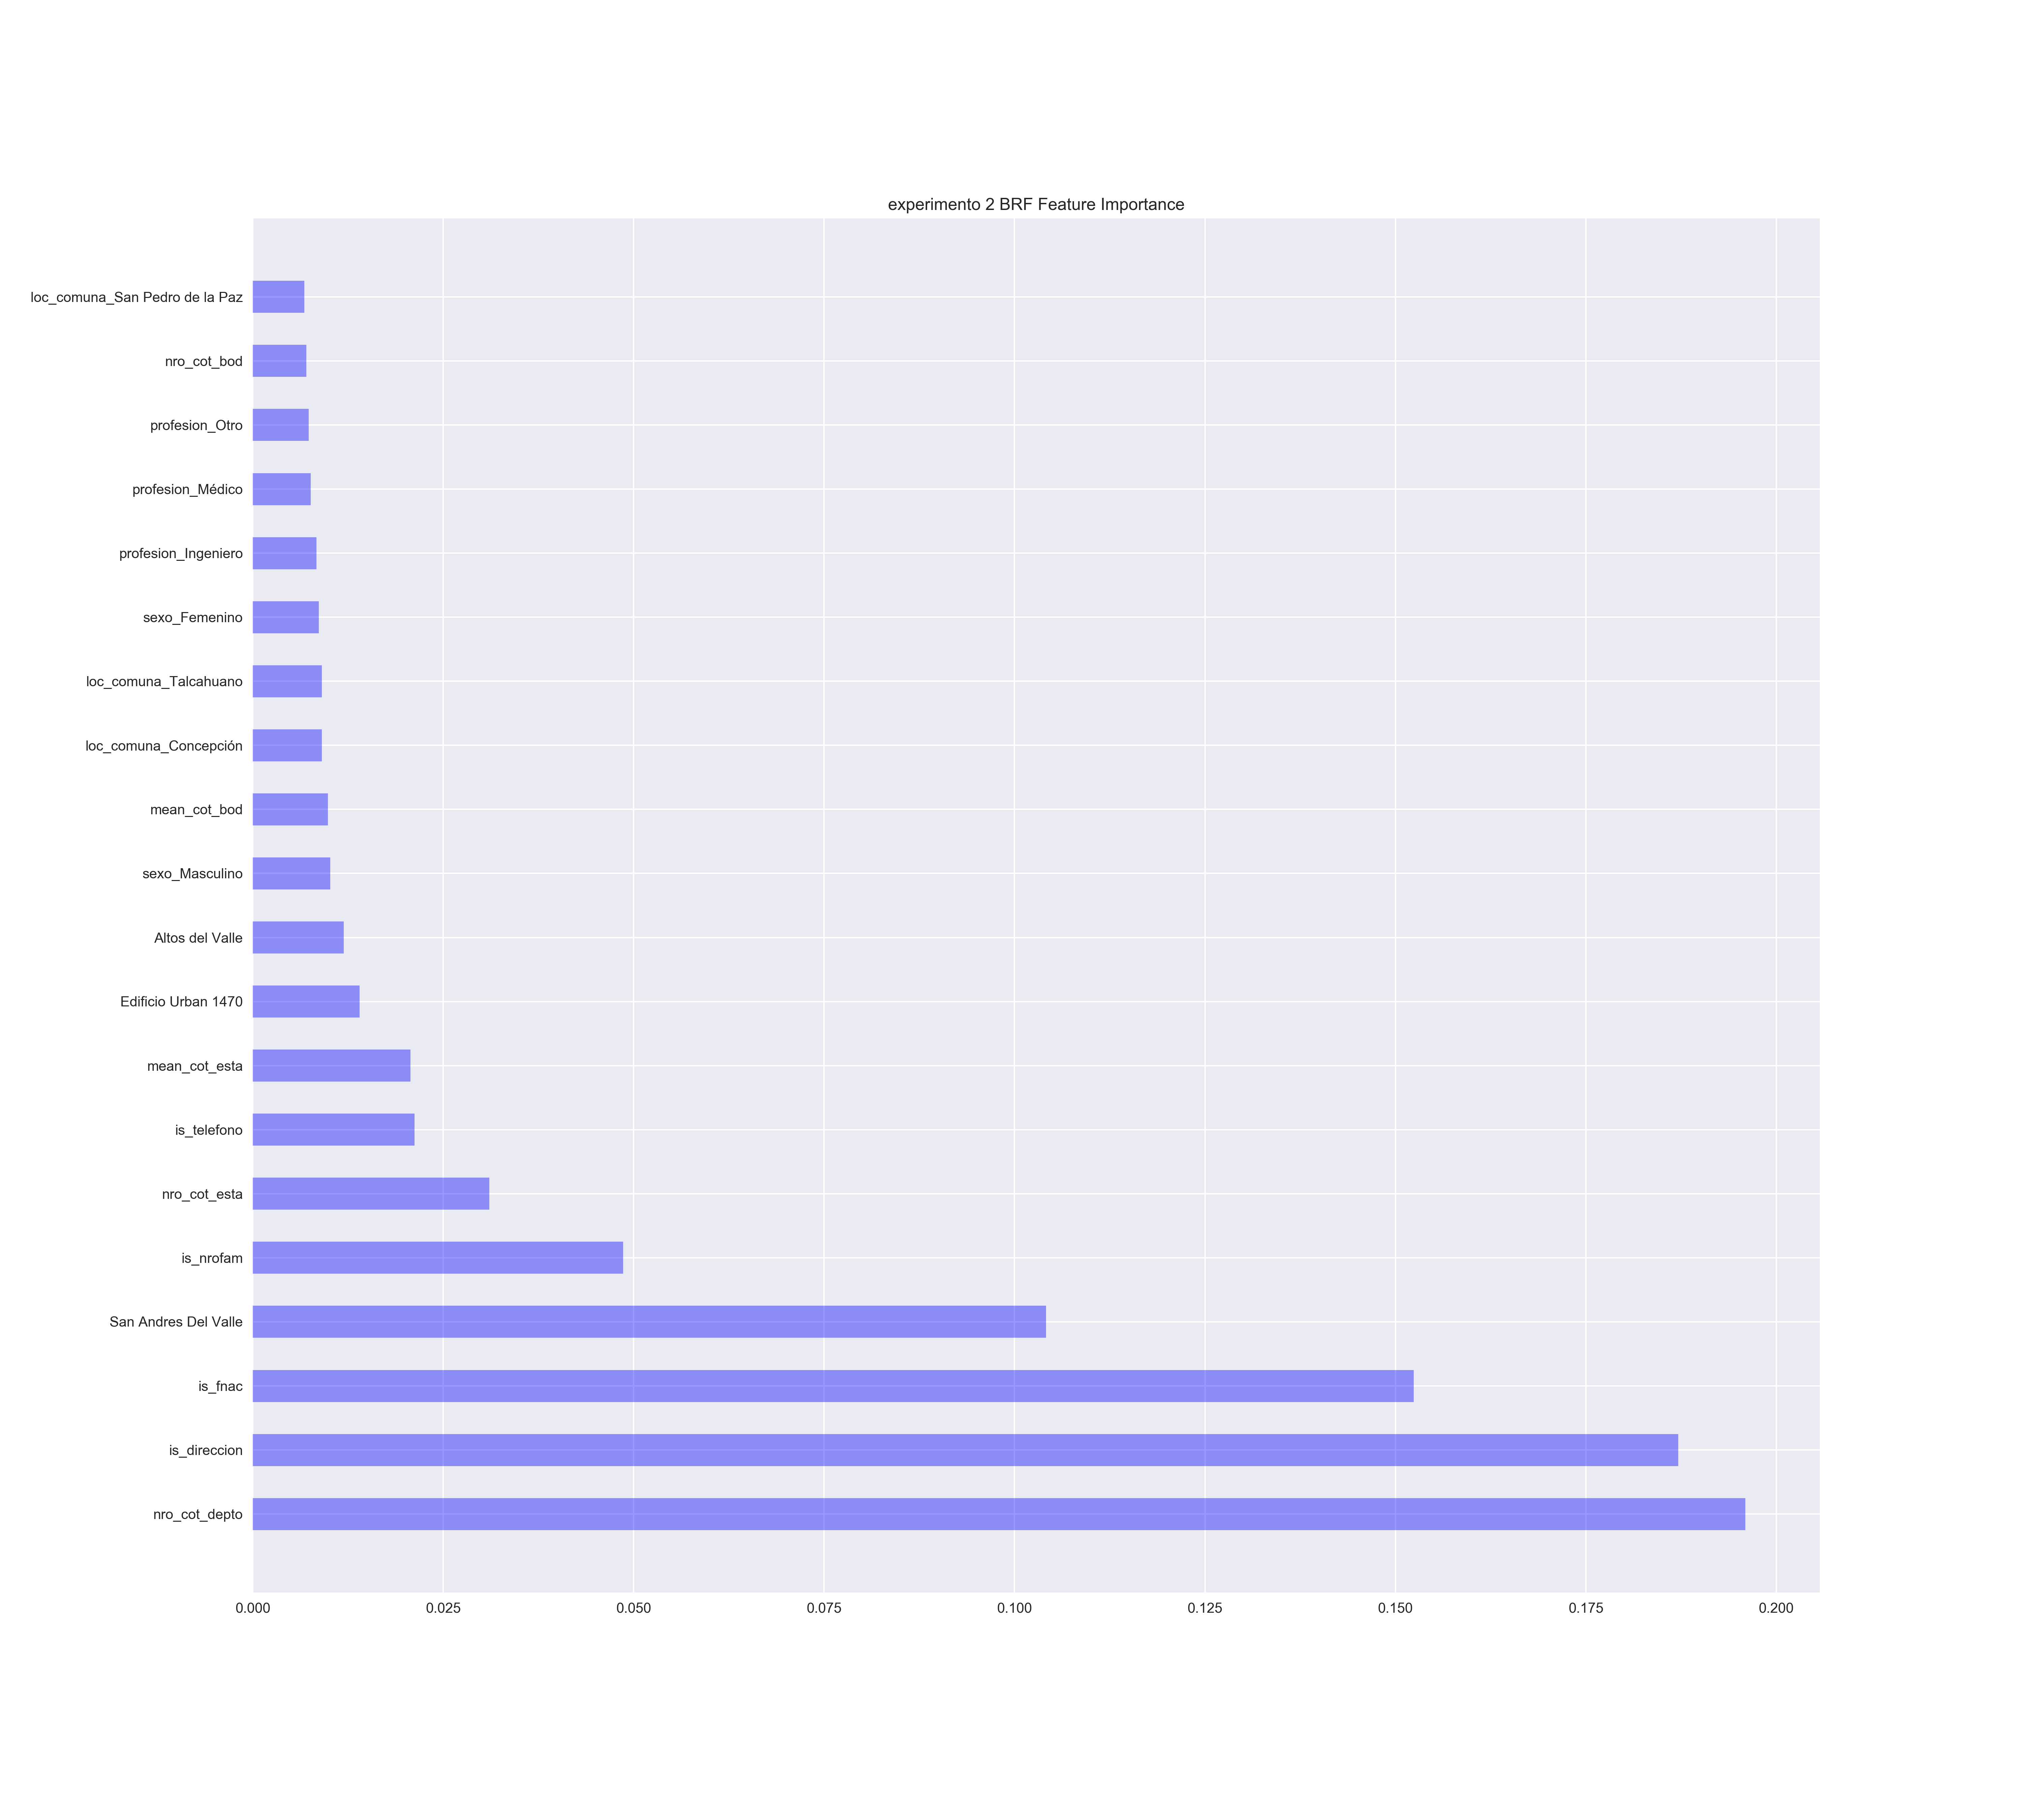 experimento 2 BRF Feature Importance
loc_comuna_San Pedro de la Paz
nro_cot_bod
profesion_Otro
profesion_Médico
profesion_Ingeniero
sexo_Femenino
loc_comuna_Talcahuano
loc_comuna_Concepción
mean_cot_bod
sexo_Masculino
Altos del Valle
Edificio Urban 1470
mean_cot_esta
is_telefono
nro_cot_esta
is_nrofam
San Andres Del Valle
is_fnac
is_direccion
nro_cot_depto
0.000 0.025 0.050 0.075 0.100 0.125 0.150 0.175 0.200